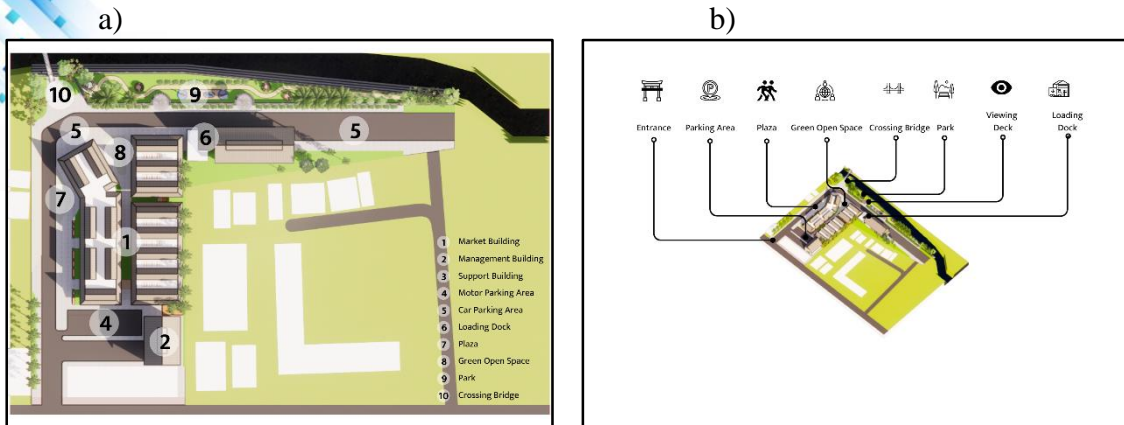 a)
b)
10
9
5
6
5
8
7
1
4
2
1 Market Building
2 Management Building
3 Support Building
4 Motor Parking Area
5 Car Parking Area
6 Loading Dock
7 Plaza
8 Green Open Space
9 Park
10 Crossing Bridge
P
Entrance
Parking Area
Plaza
Green Open Space
Crossing Bridge
Park
Viewing
Deck
Loading
Dock